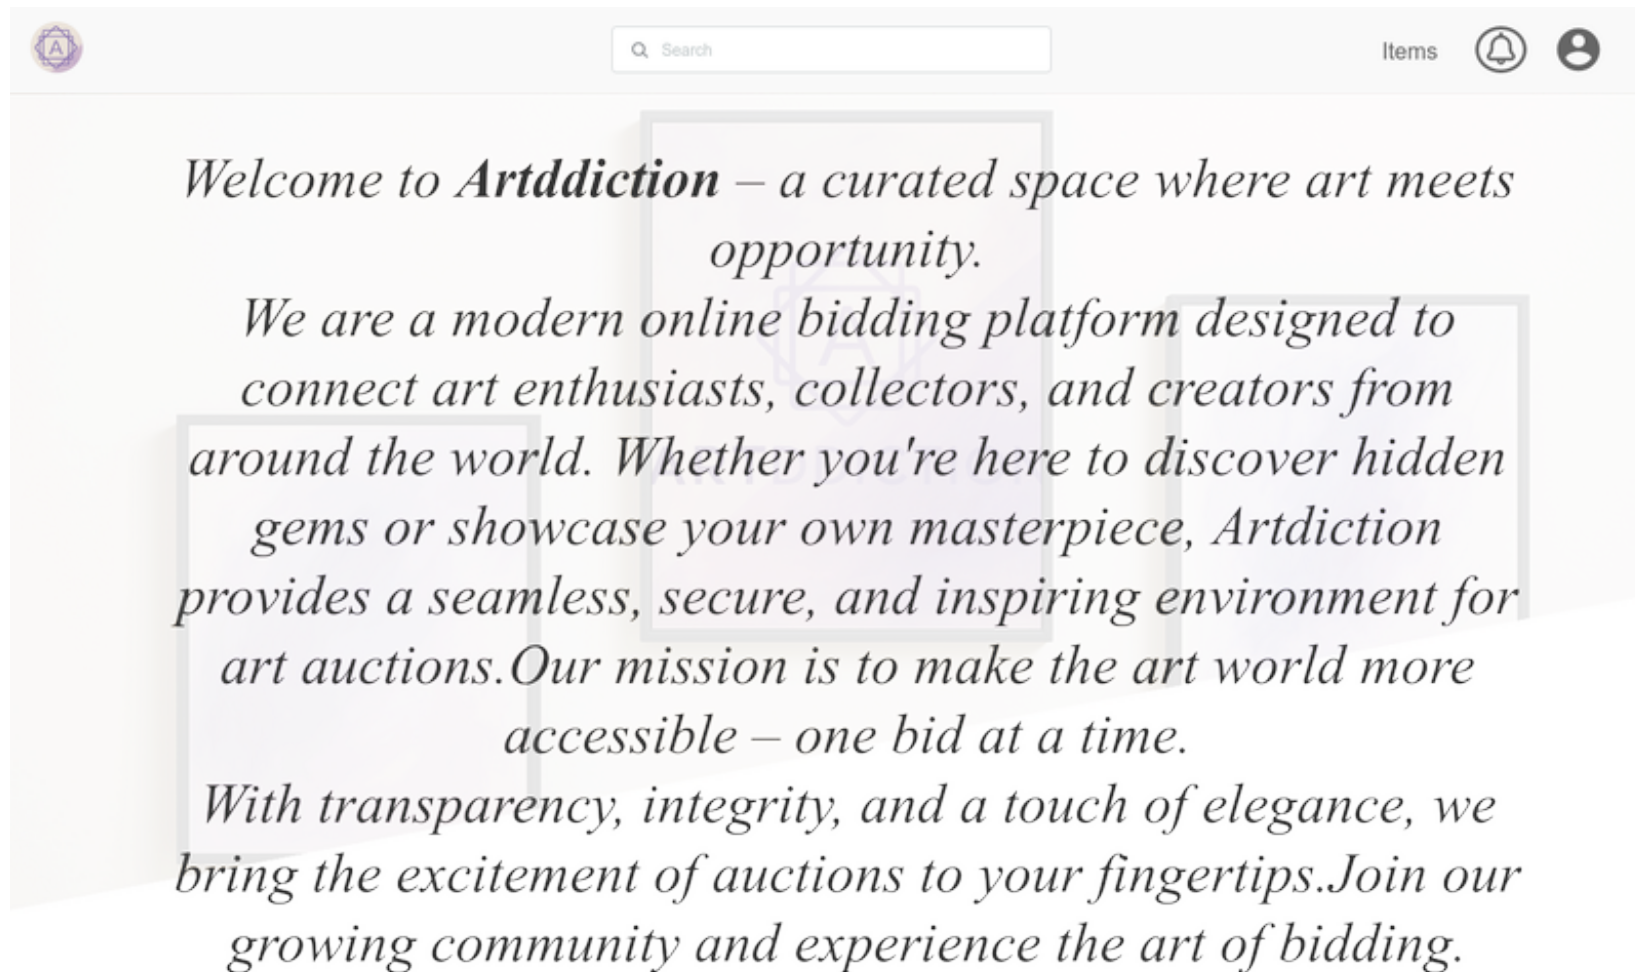 A
Search
Items
Welcome to Artddiction – a curated space where art meets
opportunity.
We are a modern online bidding platform designed to
connect art enthusiasts, collectors, and creators from
around the world. Whether you're here to discover hidden
gems or showcase your own masterpiece, Artdiction
provides a seamless, secure, and inspiring environment for
art auctions.Our mission is to make the art world more
accessible – one bid at a time.
With transparency, integrity, and a touch of elegance, we
bring the excitement of auctions to your fingertips.Join our
growing community and experience the art of bidding.
A
ARTDDICTION